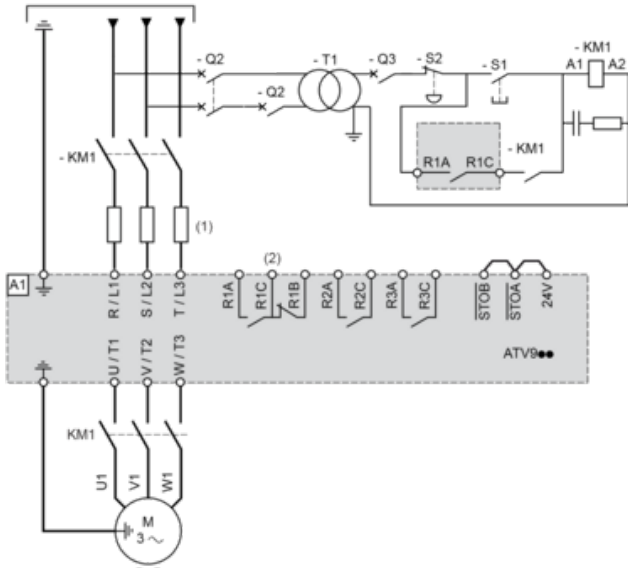 - Q2
- T1
- Q3
- S2
- S1
- KM1
A1
A2
- Q2
- KM1
R1A
R1C
- KM1
(1)
(2)
A1
R / L1
S / L2
T / L3
R1A
R1C
R1B
R2A
R2C
R3A
R3C
STOB
STOA
24V
U / T1
V / T2
W / T3
ATV9●●
KM1
U1
V1
W1
M
3 ~